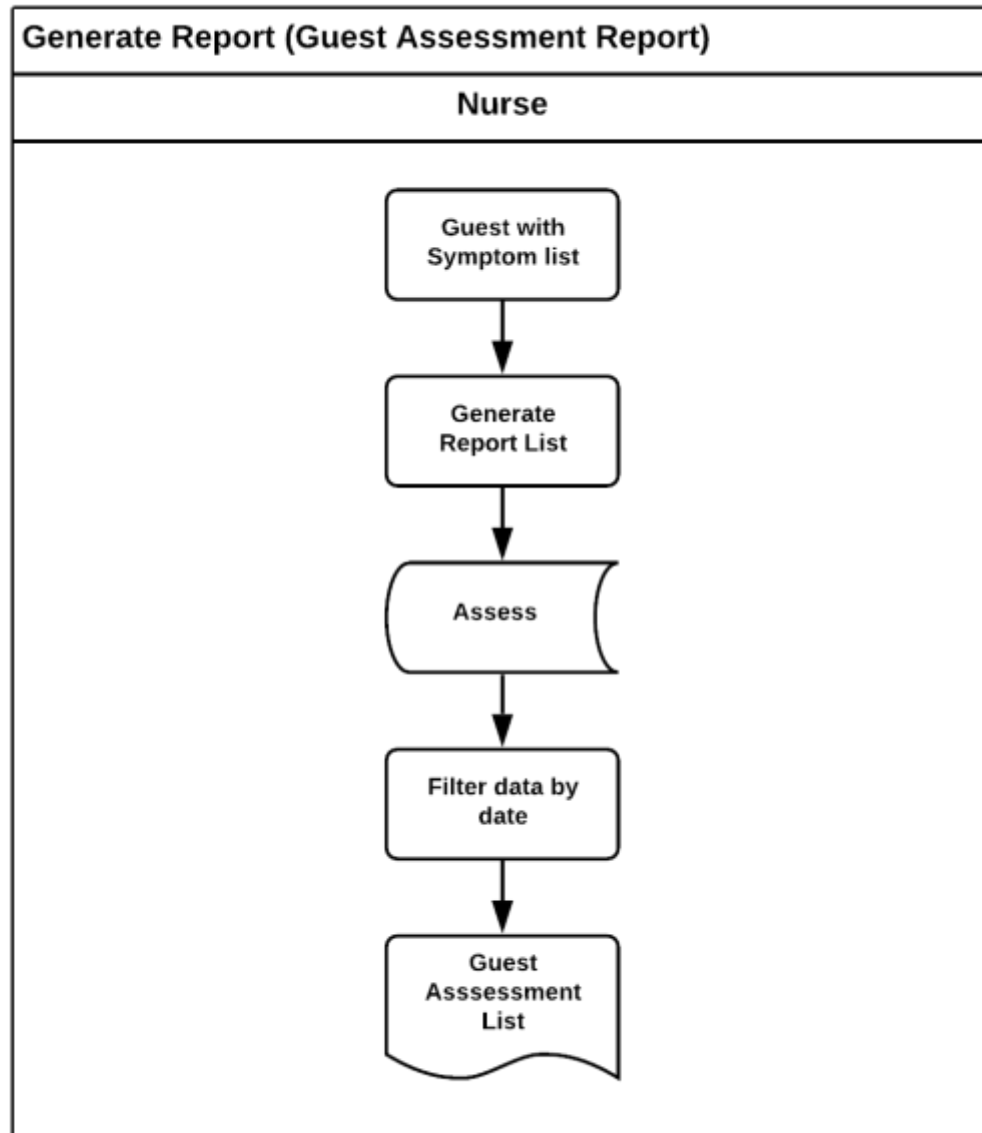 Generate Report (Guest Assessment Report)
Nurse
Guest with
Symptom list
Generate
Report List
Assess
Filter data by
date
Guest
Asssessment
List